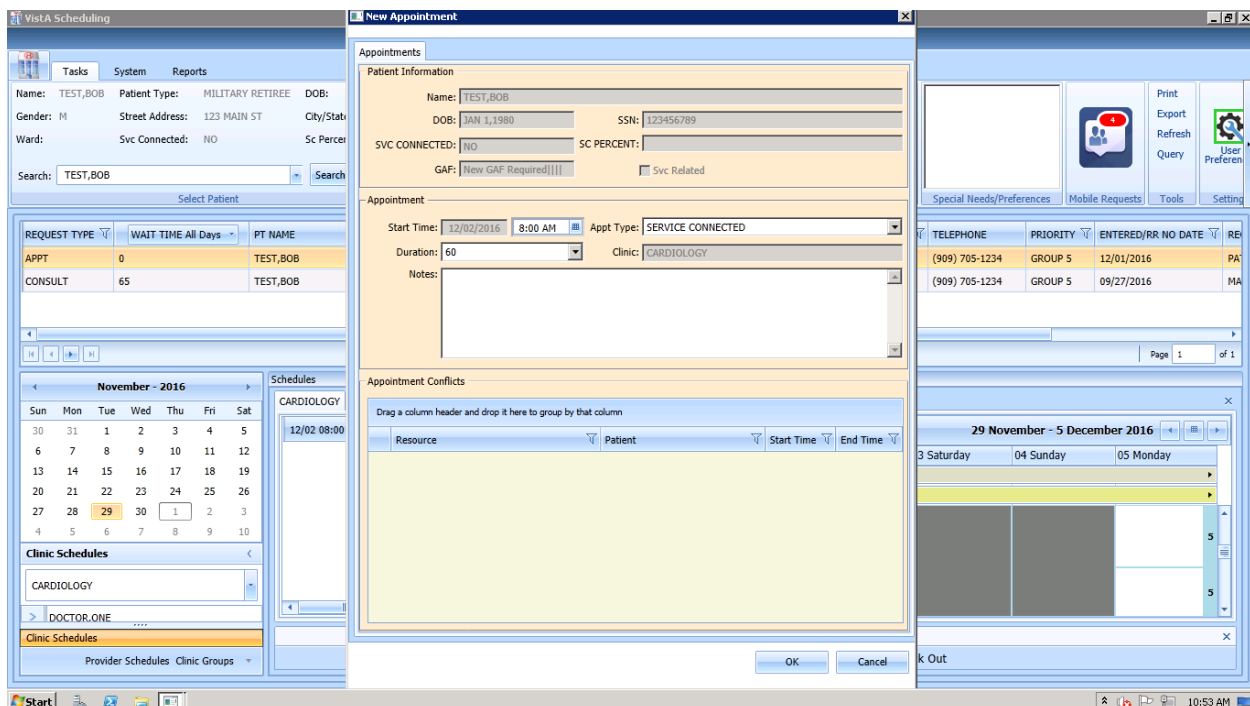 VistA Scheduling
New Appointment
Tasks System Reports
Name: TEST,BOB Patient Type: MILITARY RETIREE DOB:
Gender: M Street Address: 123 MAIN ST City/State
Ward: Svc Connected: NO Sc Percer
Search: TEST,BOB Search
Select Patient
Appointments
Patient Information
Name: TEST,BOB
DOB: JAN 1,1980 SSN: 123456789
SVC CONNECTED: NO SC PERCENT:
GAF: New GAF Required|||| Svc Related
Appointment
Start Time: 12/02/2016 8:00 AM Appt Type: SERVICE CONNECTED
Duration: 60 Clinic: CARDIOLOGY
Notes:
Appointment Conflicts
Drag a column header and drop it here to group by that column
Resource Patient Start Time End Time
OK Cancel
4
Print
Export
Refresh
Query
User
Preferen
Special Needs/Preferences Mobile Requests Tools Setting
REQUEST TYPE WAIT TIME All Days PT NAME TELEPHONE PRIORITY ENTERED/RR NO DATE RE
APPT 0 TEST,BOB (909) 705-1234 GROUP 5 12/01/2016 PA
CONSULT 65 TEST,BOB (909) 705-1234 GROUP 5 09/27/2016 MA
Page 1 of 1
November - 2016
Sun Mon Tue Wed Thu Fri Sat
30 31 1 2 3 4 5
6 7 8 9 10 11 12
13 14 15 16 17 18 19
20 21 22 23 24 25 26
27 28 29 30 1 2 3
4 5 6 7 8 9 10
Clinic Schedules
CARDIOLOGY
DOCTOR,ONE
Clinic Schedules
Provider Schedules Clinic Groups
Schedules
CARDIOLOGY
12/02 08:00
29 November - 5 December 2016
3 Saturday 04 Sunday 05 Monday
5
5
k Out
Start
10:53 AM